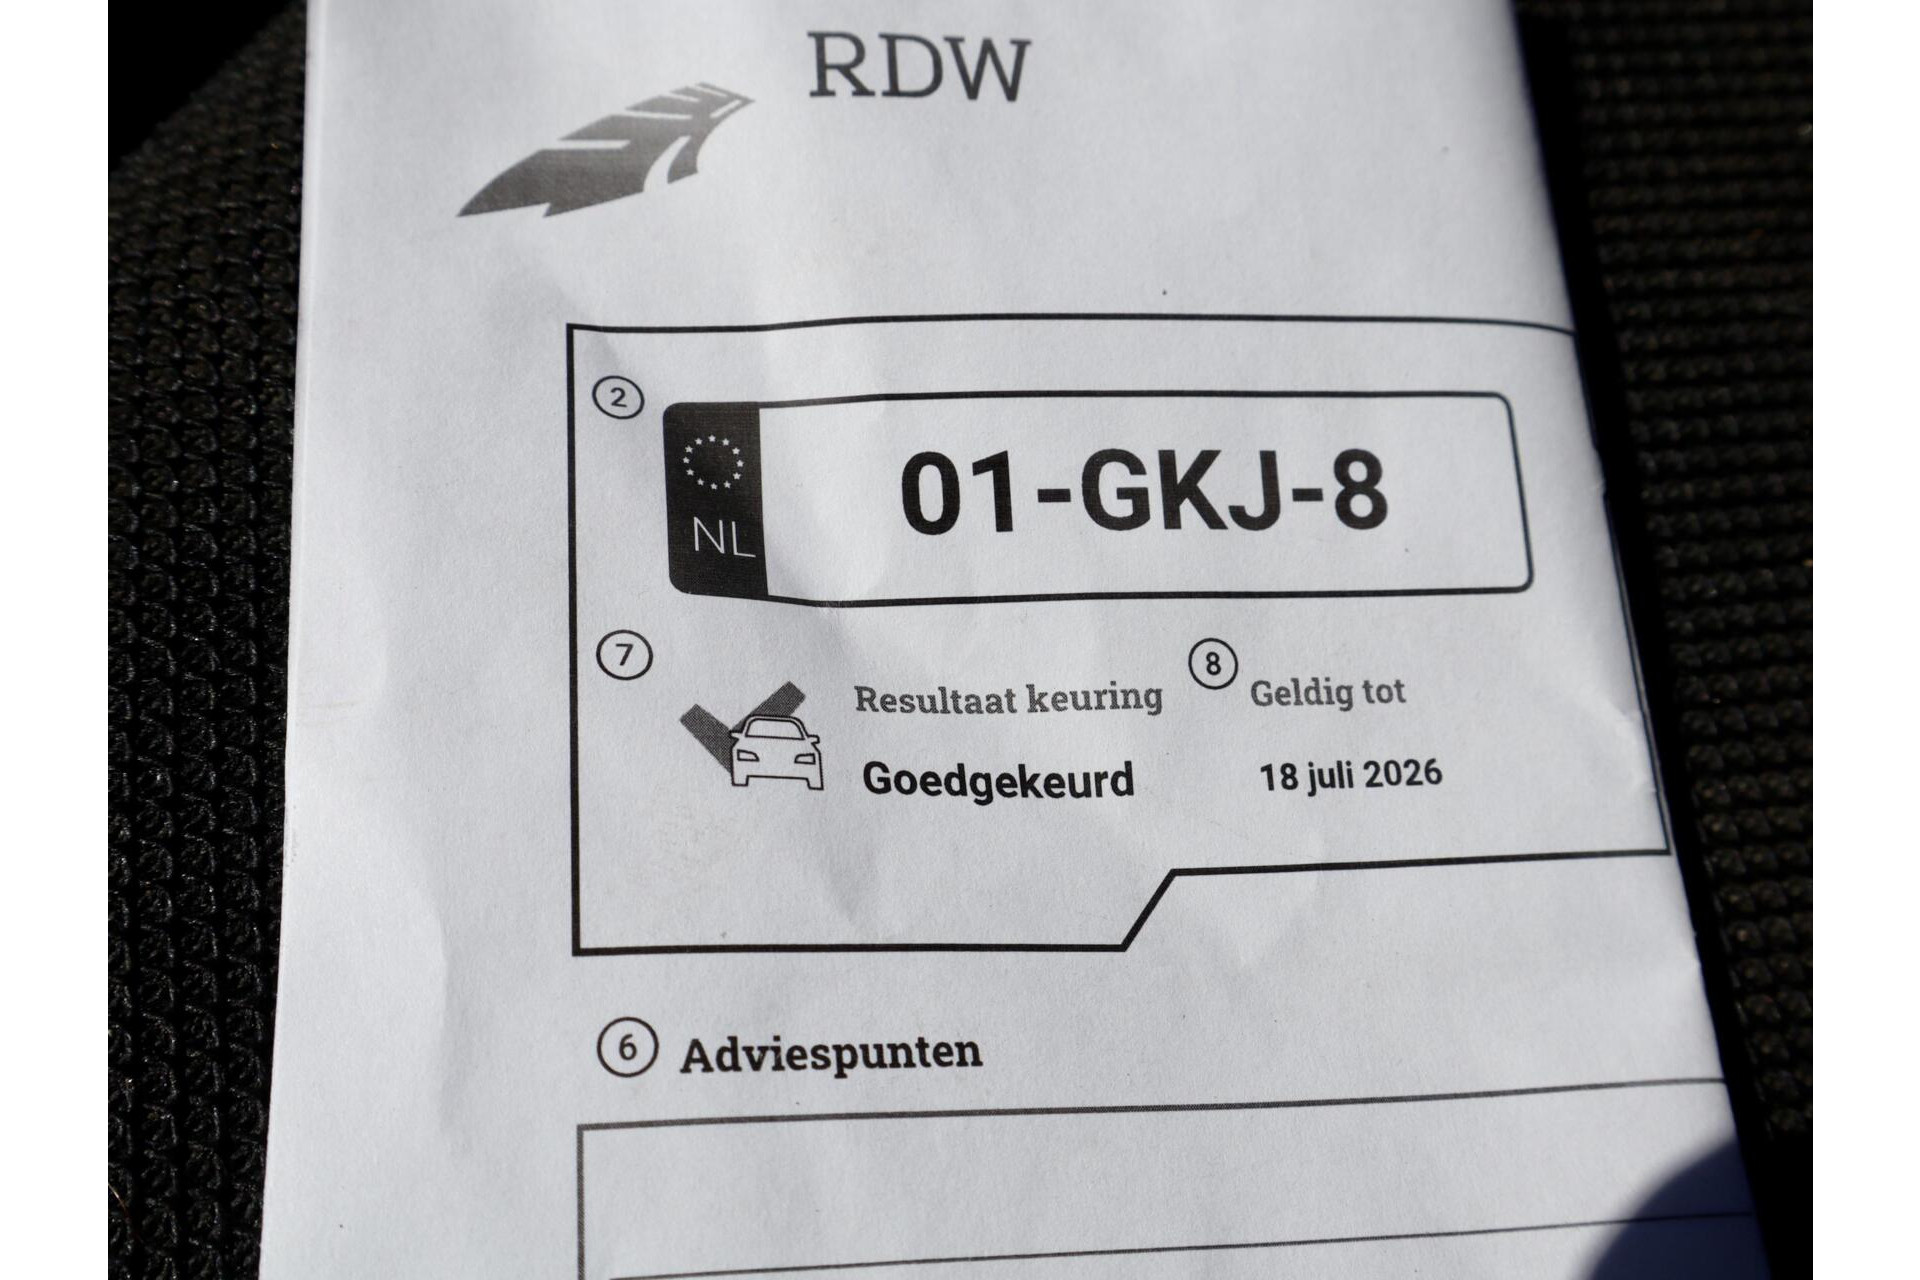 RDW
2
NL
01-GKJ-8
7
Resultaat keuring
8
Geldig tot
Goedgekeurd
18 juli 2026
6 Adviespunten